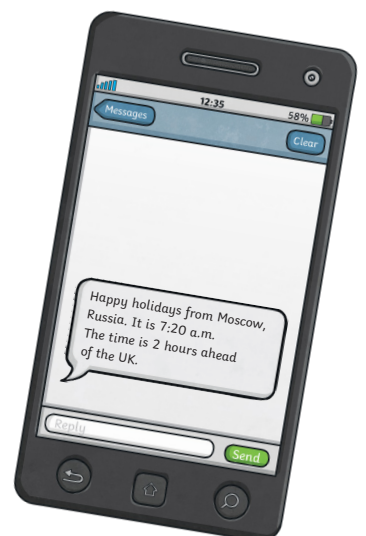 12:35
58%
Messages
Clear
Happy holidays from Moscow,
Russia. It is 7:20 a.m.
The time is 2 hours ahead
of the UK.
Reply
Send